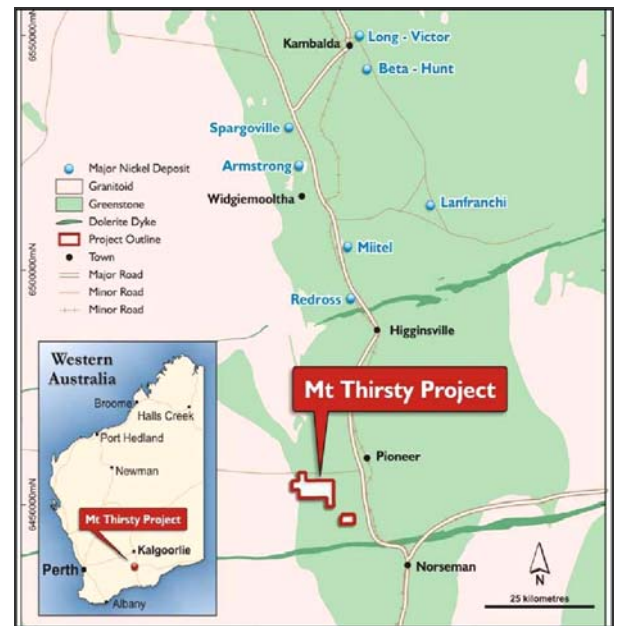 6550000mN
Kambalda
Long - Victor
Beta - Hunt
Spargoville
Armstrong
Widgiemooltha
Lanfranchi
Major Nickel Deposit
Granitoid
Greenstone
Dolerite Dyke
Project Outline
Town
Major Road
Minor Road
Minor Road
6500000mN
Miitel
Redross
Higginsville
Mt Thirsty Project
Pioneer
6450000mN
Norseman
N
25 kilometres
Western
Australia
Broome
Halls Creek
Port Hedland
Newman
Mt Thirsty Project
Kalgoorlie
Perth
Albany